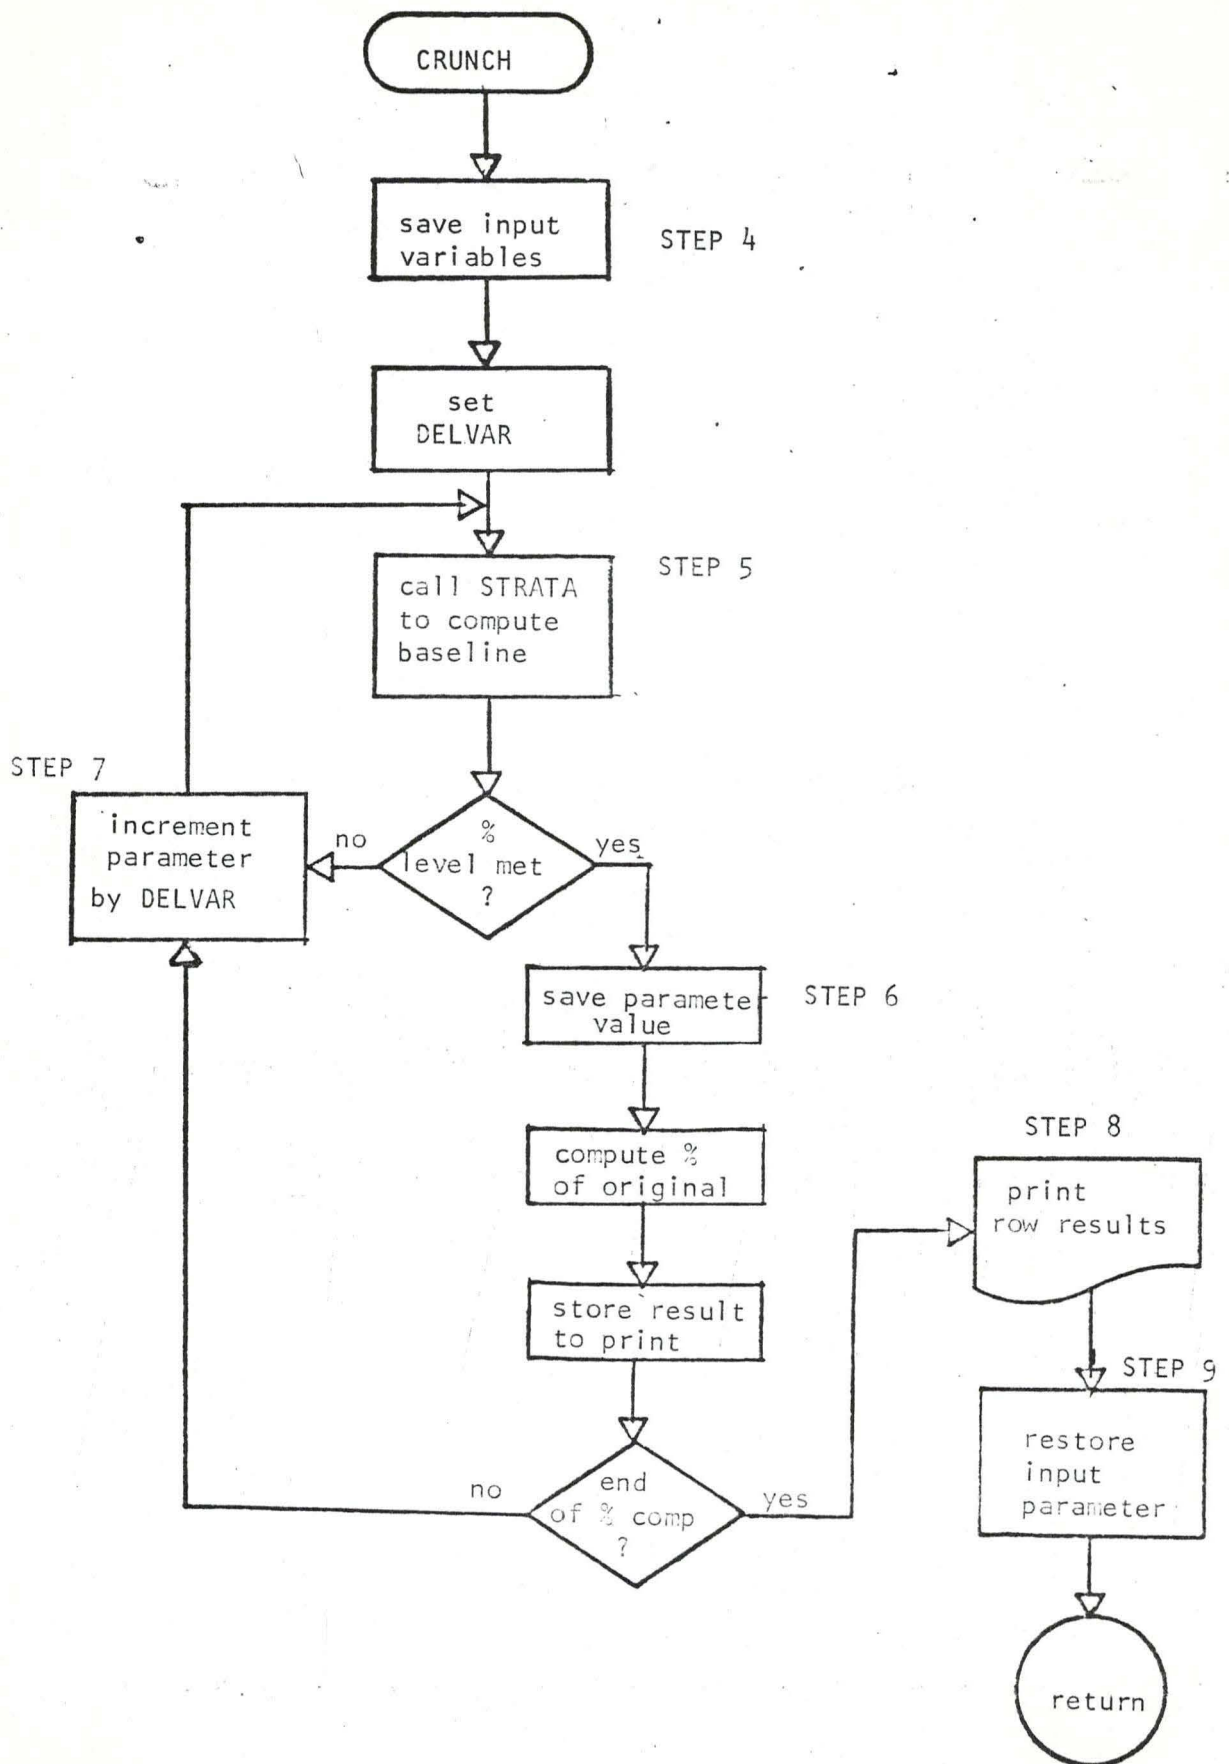 CRUNCH
save input
variables
STEP 4
set
DELVAR
STEP 5
call STRATA
to compute
baseline
STEP 7
increment
parameter
by DELVAR
no
%
level met
?
yes
save parameter
value
STEP 6
compute %
of original
store result
to print
STEP 8
print
row results
STEP 9
restore
input
parameter
no
end
of % comp
?
yes
return